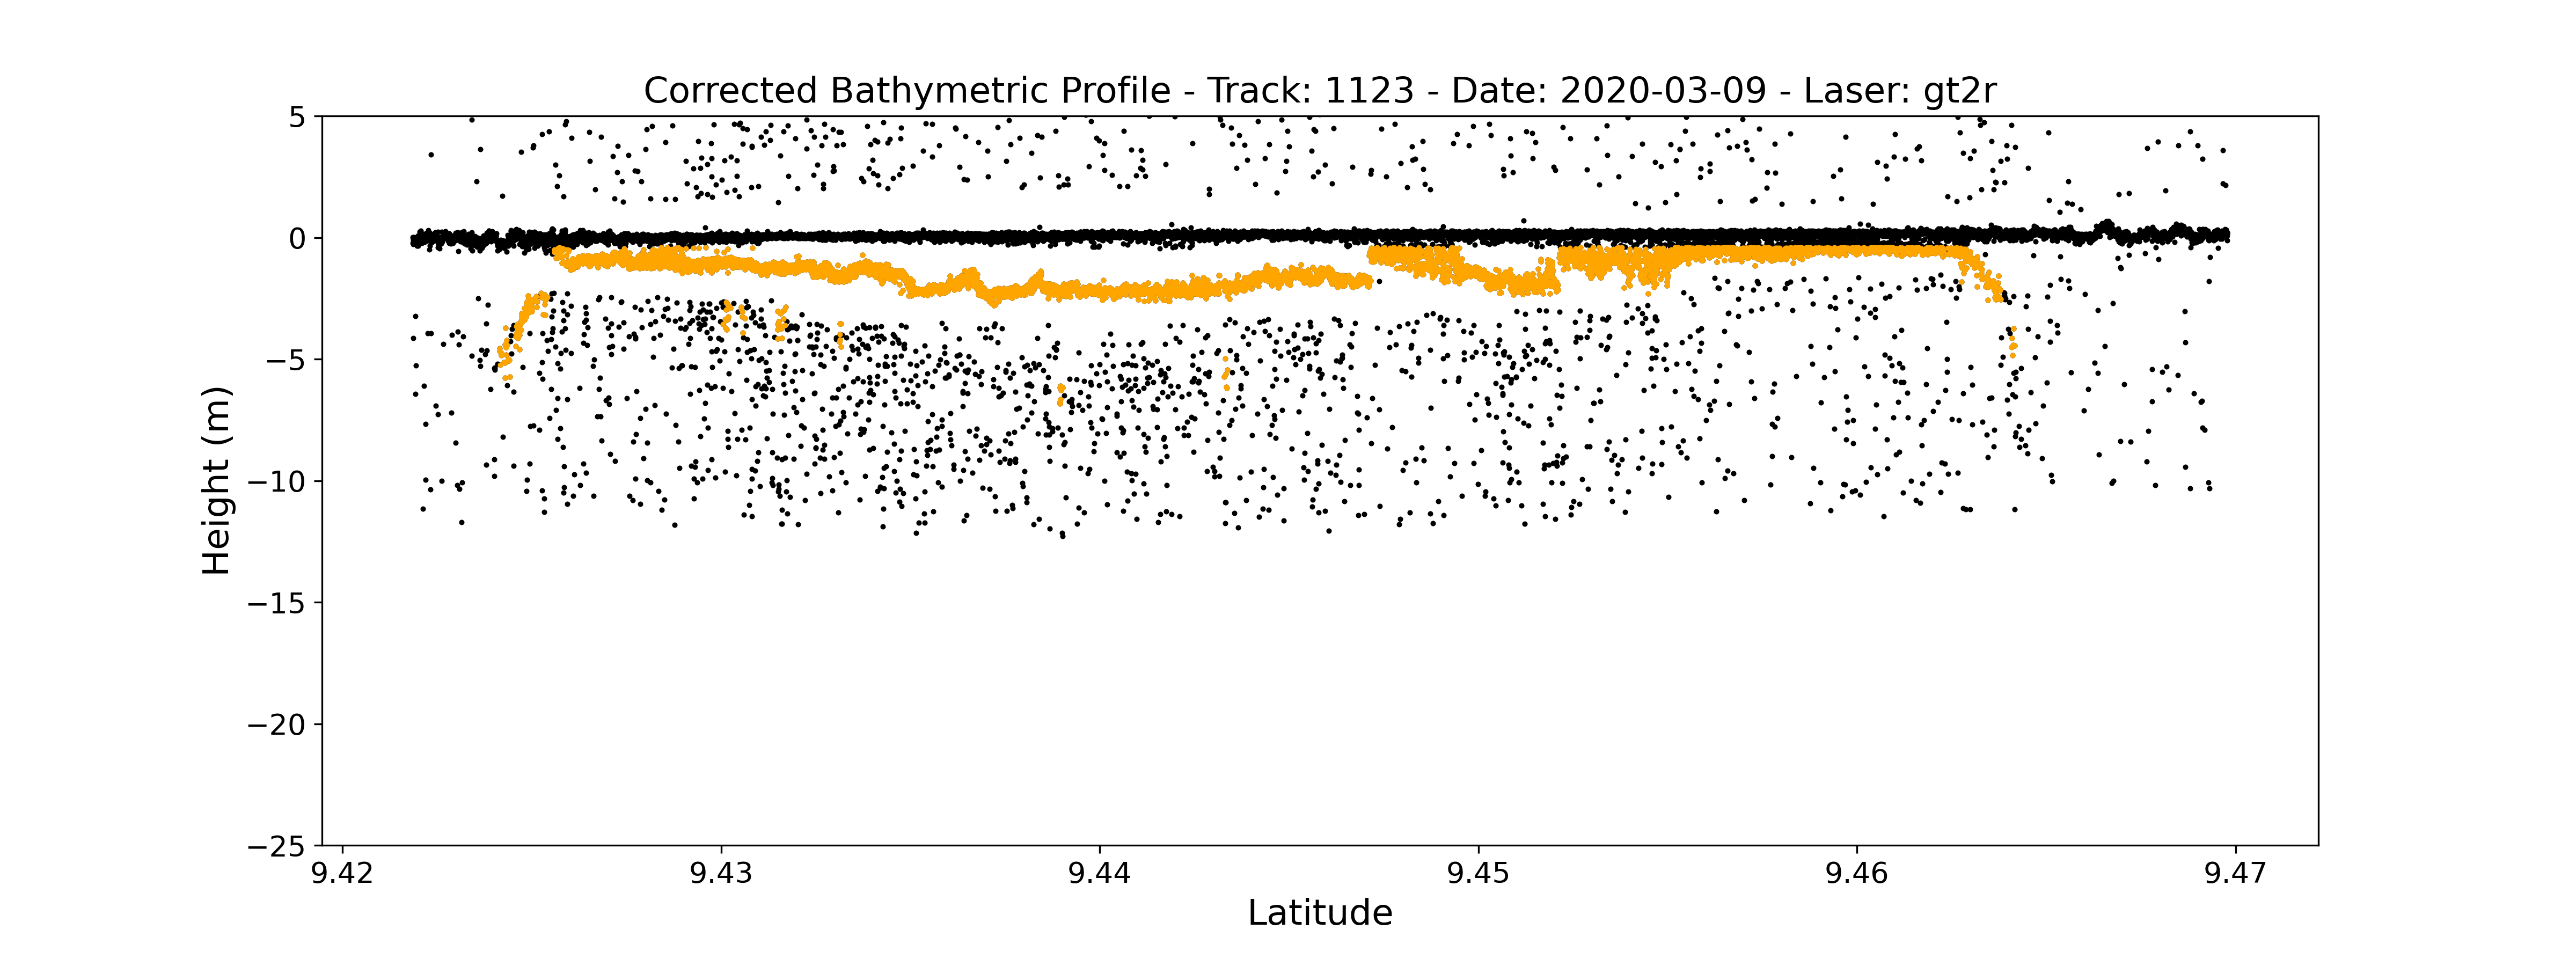 Corrected Bathymetric Profile - Track: 1123 - Date: 2020-03-09 - Laser: gt2r
5
0
−5
−10
−15
−20
−25
Height (m)
9.42 9.43 9.44 9.45 9.46 9.47
Latitude